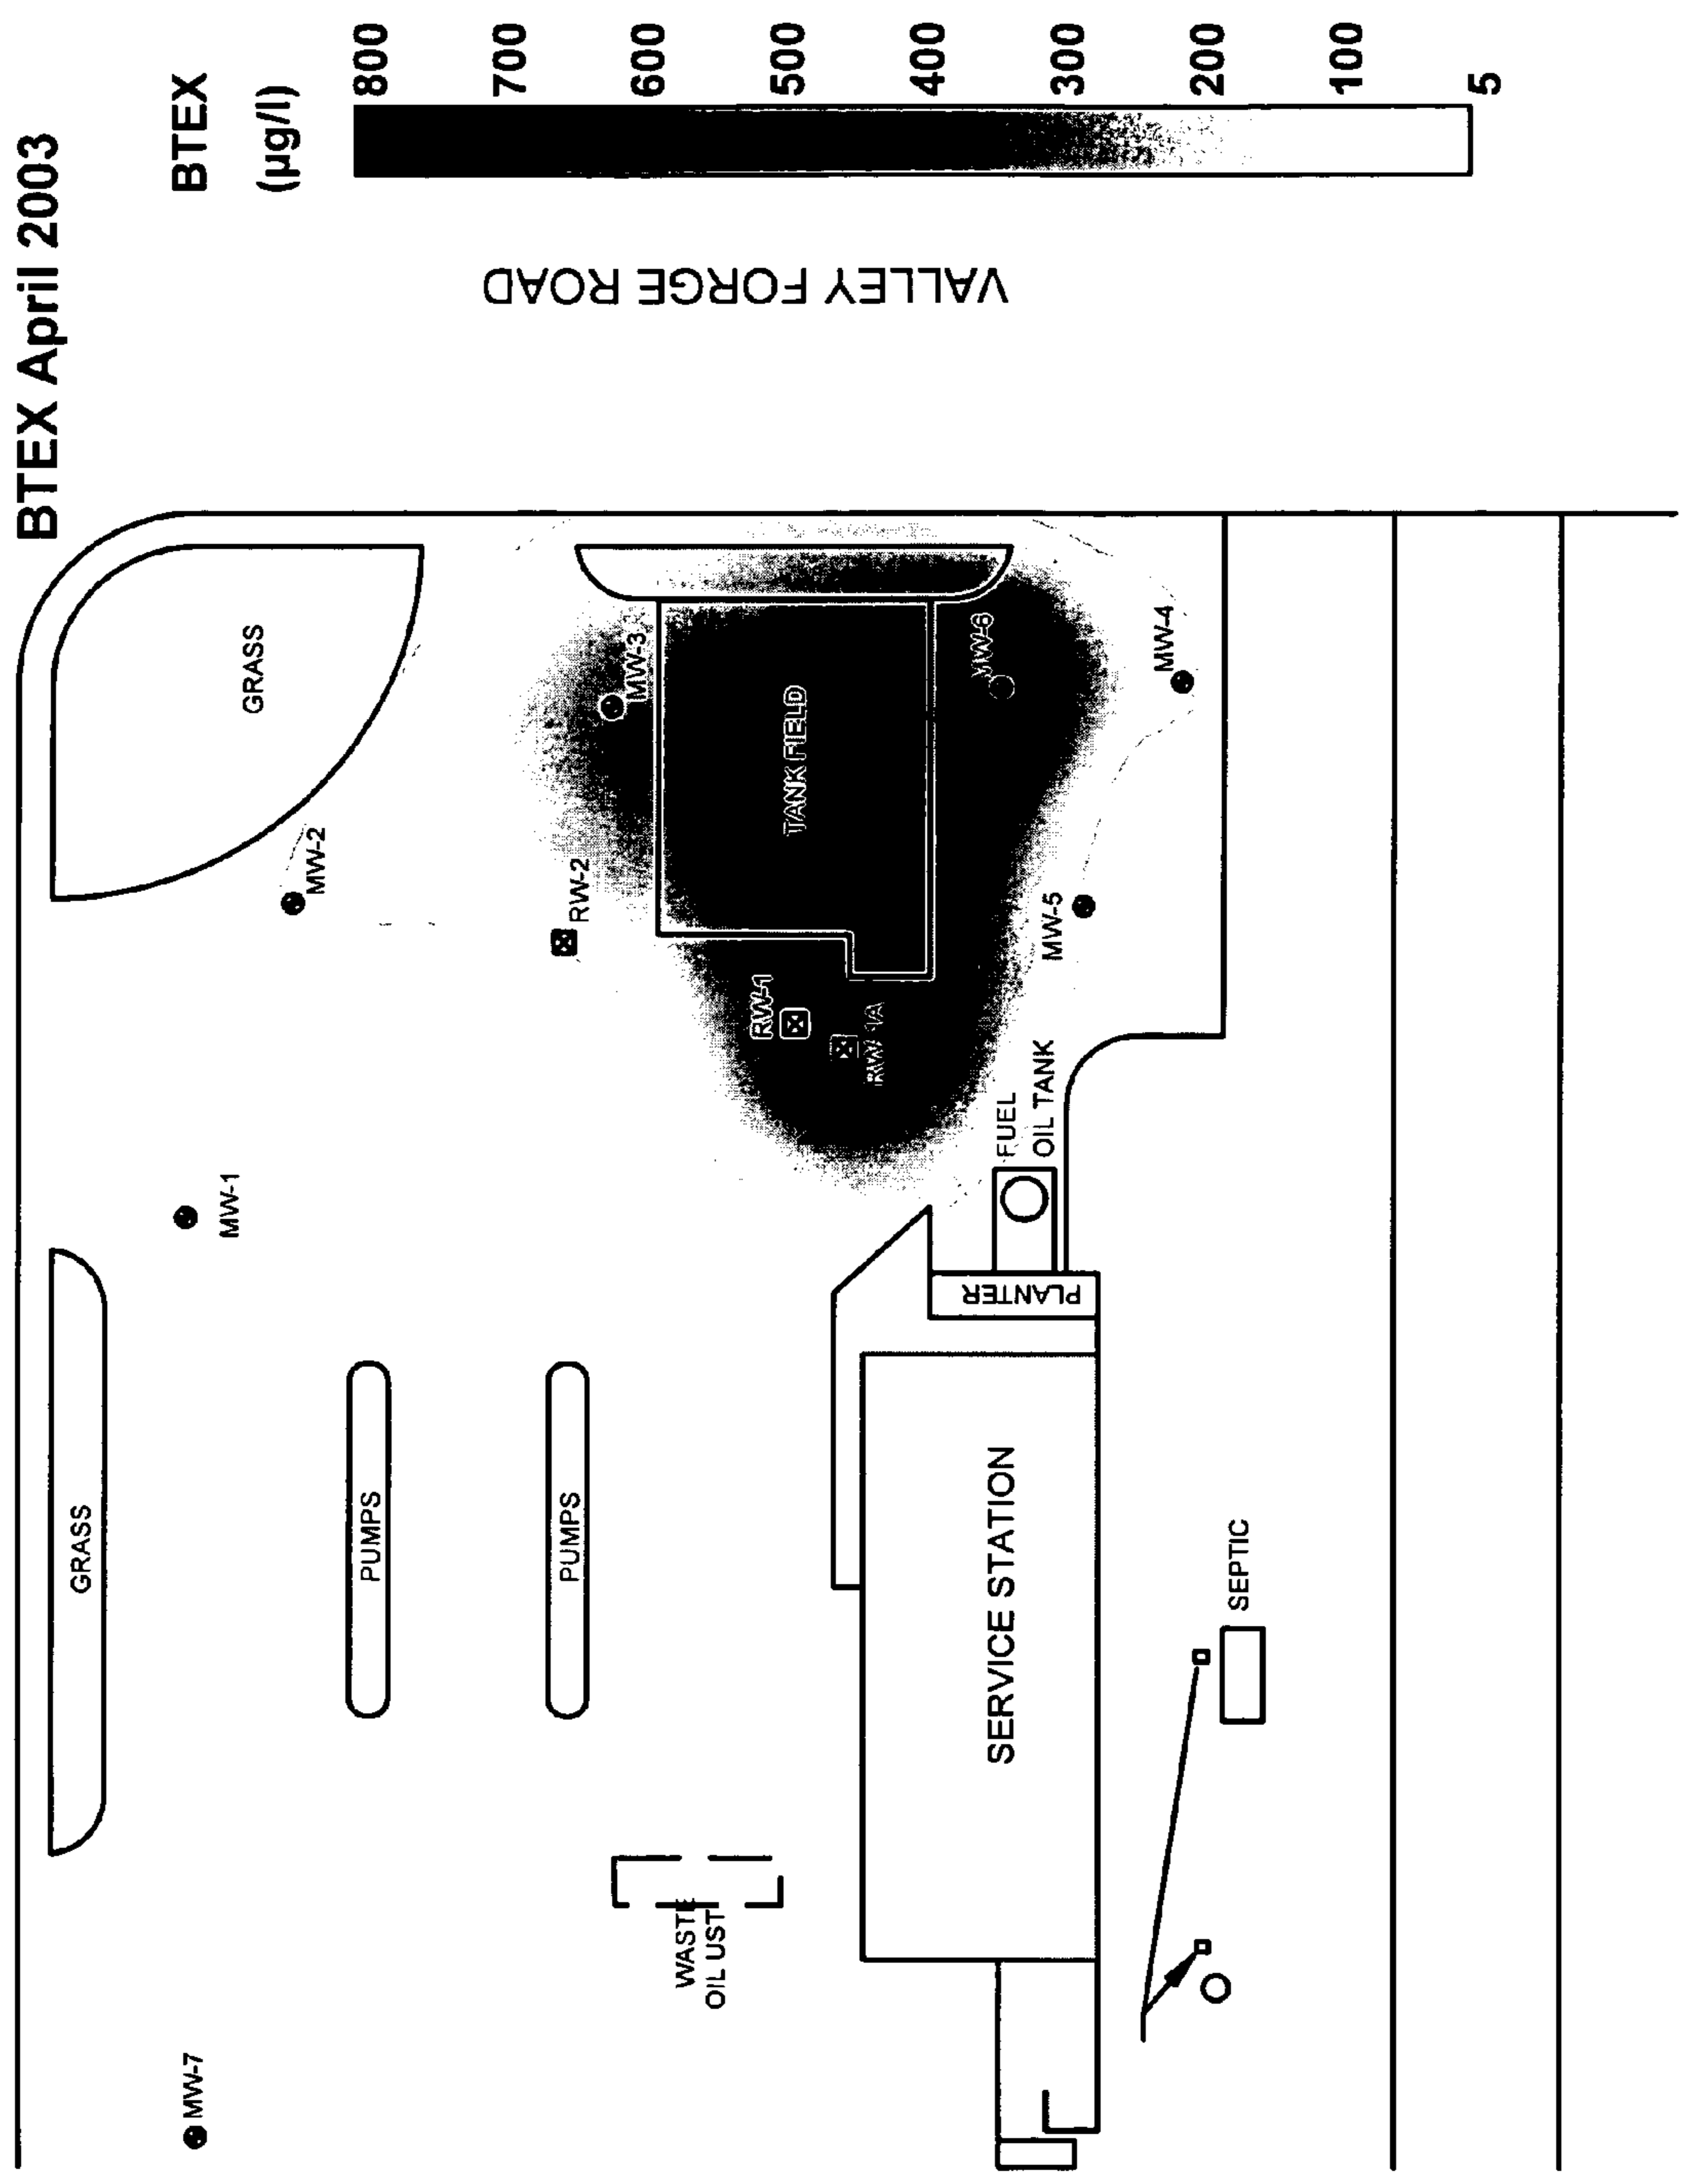 BTEX April 2003
BTEX
(µg/l)
800
700
600
500
400
300
200
100
5
VALLEY FORGE ROAD
GRASS
GRASS
MW-2
MW-1
MW-7
PUMPS
PUMPS
RW-2
MW-3
TANK FIELD
RW-1
RW-1A
MW-6
MW-4
MW-5
FUEL
OIL TANK
PLANTER
SERVICE STATION
WASTE
OIL UST
SEPTIC